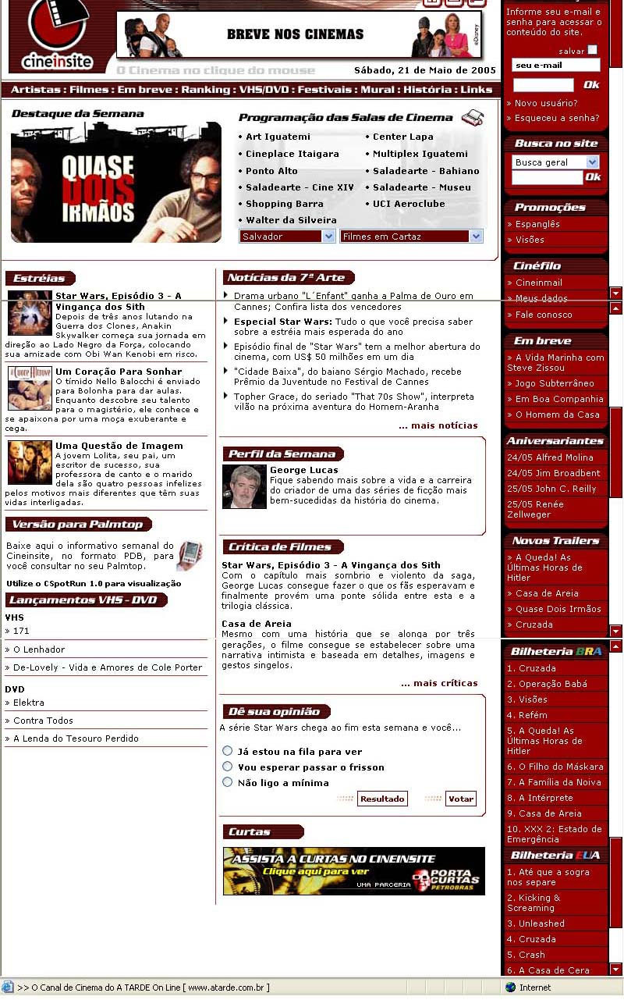 cineinsite
BREVE NOS CINEMAS
©Disney
O Cinema no clique do mouse
Sábado, 21 de Maio de 2005
Artistas : Filmes : Em breve : Ranking : VHS/DVD : Festivais : Mural : História : Links
Destaque da Semana
QUASE
DOIS
IRMÃOS
Programação das Salas de Cinema
• Art Iguatemi
• Cineplace Itaigara
• Ponto Alto
• Saladearte - Cine XIV
• Shopping Barra
• Walter da Silveira
• Center Lapa
• Multiplex Iguatemi
• Saladearte - Bahiano
• Saladearte - Museu
• UCI Aeroclube
Salvador
Filmes em Cartaz
Estréias
Star Wars, Episódio 3 - A
Vingança dos Sith
Depois de três anos lutando na
Guerra dos Clones, Anakin
Skywalker começa sua jornada em
direção ao Lado Negro da Força, colocando
sua amizade com Obi Wan Kenobi em risco.
Um Coração Para Sonhar
O tímido Nello Balocchi é enviado
para Bolonha para dar aulas.
Enquanto descobre seu talento
para o magistério, ele conhece e
se apaixona por uma moça exuberante e
cega.
Uma Questão de Imagem
A jovem Lolita, seu pai, um
escritor de sucesso, sua
professora de canto e o marido
dela são quatro pessoas infelizes
pelos motivos mais diferentes que têm suas
vidas interligadas.
Versão para Palmtop
Baixe aqui o informativo semanal do
Cineinsite, no formato PDB, para
você consultar no seu Palmtop.
Utilize o CSpotRun 1.0 para visualização
Lançamentos VHS - DVD
VHS
» 171
» O Lenhador
» De-Lovely - Vida e Amores de Cole Porter
DVD
» Elektra
» Contra Todos
» A Lenda do Tesouro Perdido
Notícias da 7ª Arte
Drama urbano "L´Enfant" ganha a Palma de Ouro em
Cannes; Confira lista dos vencedores
Especial Star Wars: Tudo o que você precisa saber
sobre a estréia mais esperada do ano
Episódio final de "Star Wars" tem a melhor abertura do
cinema, com US$ 50 milhões em um dia
"Cidade Baixa", do baiano Sérgio Machado, recebe
Prêmio da Juventude no Festival de Cannes
Topher Grace, do seriado "That 70s Show", interpreta
vilão na próxima aventura do Homem-Aranha
... mais notícias
Perfil da Semana
George Lucas
Fique sabendo mais sobre a vida e a carreira
do criador de uma das séries de ficção mais
bem-sucedidas da história do cinema.
Crítica de Filmes
Star Wars, Episódio 3 - A Vingança dos Sith
Com o capítulo mais sombrio e violento da saga,
George Lucas consegue fazer o que os fãs esperavam e
finalmente provém uma ponte sólida entre esta e a
trilogia clássica.
Casa de Areia
Mesmo com uma história que se alonga por três
gerações, o filme consegue se estabelecer sobre uma
narrativa intimista e baseada em detalhes, imagens e
gestos singelos.
... mais críticas
Dê sua opinião
A série Star Wars chega ao fim esta semana e você...
Já estou na fila para ver
Vou esperar passar o frisson
Não ligo a mínima
Resultado
Votar
Curtas
ASSISTA A CURTAS NO CINEINSITE
Clique aqui para ver
UMA PARCERIA
PORTA
CURTAS
PETROBRAS
Informe seu e-mail e
senha para acessar o
conteúdo do site.
salvar
seu e-mail
Ok
» Novo usuário?
» Esqueceu a senha?
Busca no site
Busca geral
Ok
Promoções
» Espanglês
» Visões
Cinéfilo
» Cineinmail
» Meus dados
» Fale conosco
Em breve
» A Vida Marinha com
Steve Zissou
» Jogo Subterrâneo
» Em Boa Companhia
» O Homem da Casa
Aniversariantes
24/05 Alfred Molina
24/05 Jim Broadbent
25/05 John C. Reilly
25/05 Renée
Zellweger
Novos Trailers
» A Queda! As
Últimas Horas de
Hitler
» Casa de Areia
» Quase Dois Irmãos
» Cruzada
Bilheteria BRA
1. Cruzada
2. Operação Babá
3. Visões
4. Refém
5. A Queda! As
Últimas Horas de
Hitler
6. O Filho do Máskara
7. A Família da Noiva
8. A Intérprete
9. Casa de Areia
10. XXX 2: Estado de
Emergência
Bilheteria EUA
1. Até que a sogra
nos separe
2. Kicking &
Screaming
3. Unleashed
4. Cruzada
5. Crash
6. A Casa de Cera
>> O Canal de Cinema do A TARDE On Line [ www.atarde.com.br ]
Internet